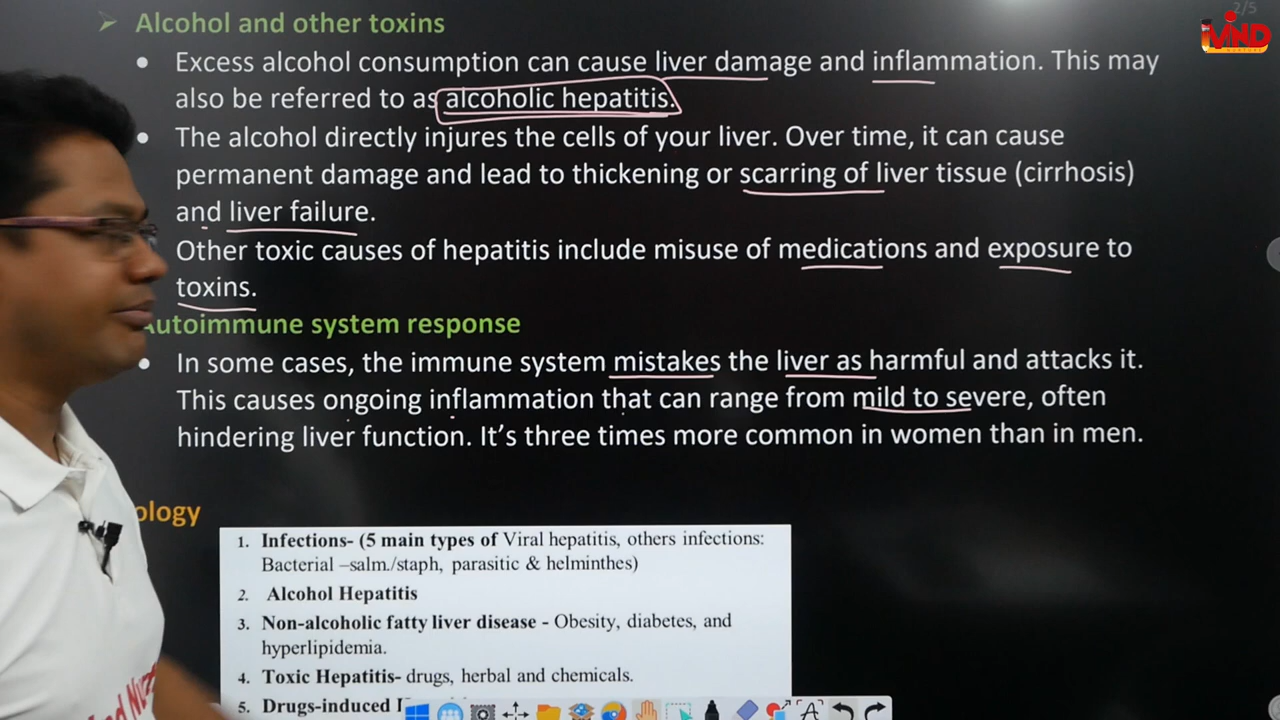 2/5
MIND
Alcohol and other toxins
Excess alcohol consumption can cause liver damage and inflammation. This may
also be referred to as alcoholic hepatitis.
The alcohol directly injures the cells of your liver. Over time, it can cause
permanent damage and lead to thickening or scarring of liver tissue (cirrhosis)
and liver failure.
Other toxic causes of hepatitis include misuse of medications and exposure to
toxins.
Autoimmune system response
In some cases, the immune system mistakes the liver as harmful and attacks it.
This causes ongoing inflammation that can range from mild to severe, often
hindering liver function. It's three times more common in women than in men.
ology
1. Infections- (5 main types of Viral hepatitis, others infections:
Bacterial –salm./staph, parasitic & helminthes)
2. Alcohol Hepatitis
3. Non-alcoholic fatty liver disease - Obesity, diabetes, and
hyperlipidemia.
4. Toxic Hepatitis- drugs, herbal and chemicals.
5. Drugs-induced